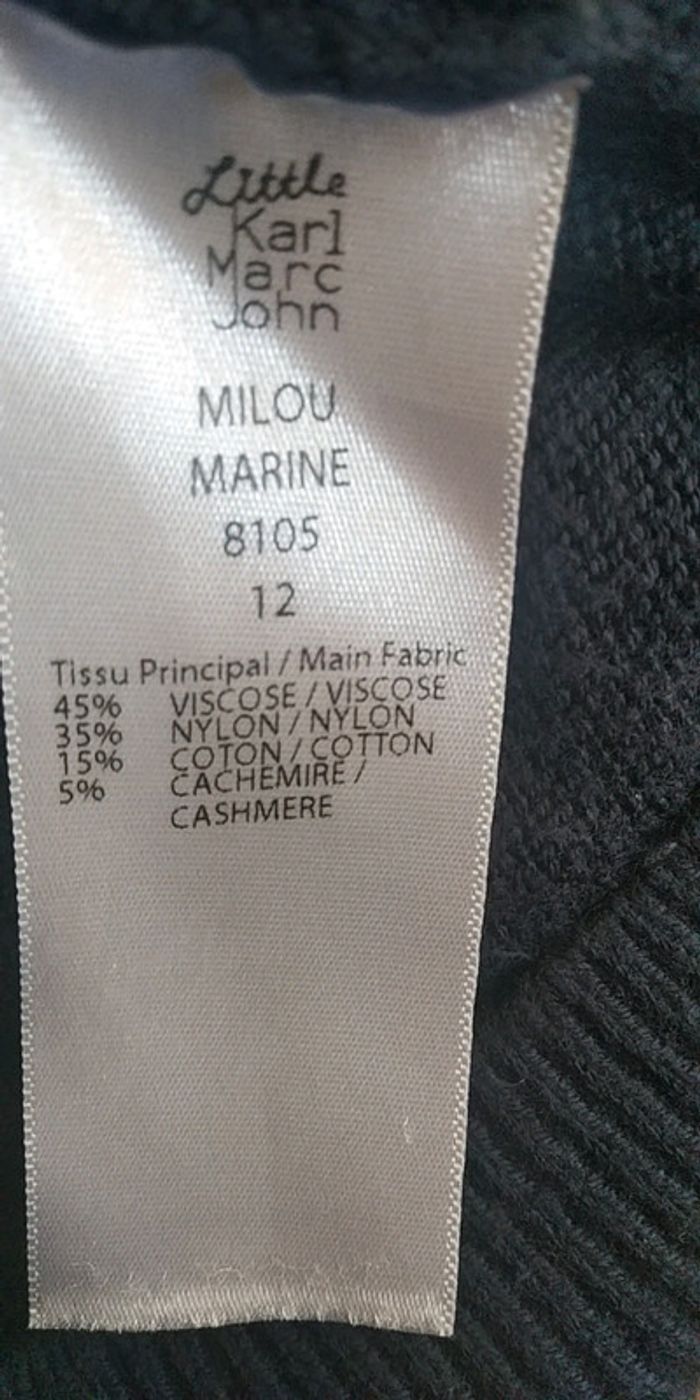 Little
Karl
Marc
John
MILOU
MARINE
8105
12
Tissu Principal / Main Fabric
45% VISCOSE / VISCOSE
35% NYLON / NYLON
15% COTON / COTTON
5% CACHEMIRE /
CASHMERE